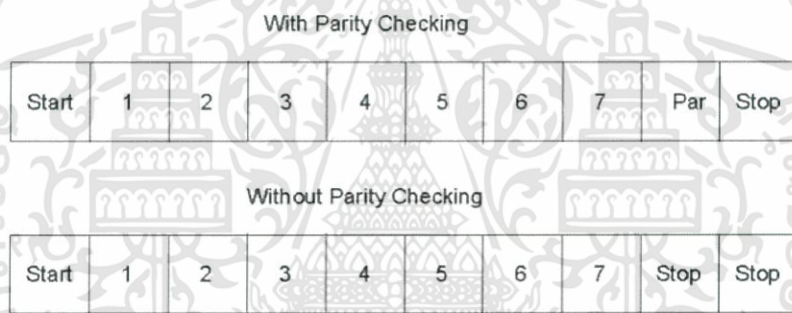 With Parity Checking
Start 1 2 3 4 5 6 7 Par Stop
Without Parity Checking
Start 1 2 3 4 5 6 7 Stop Stop